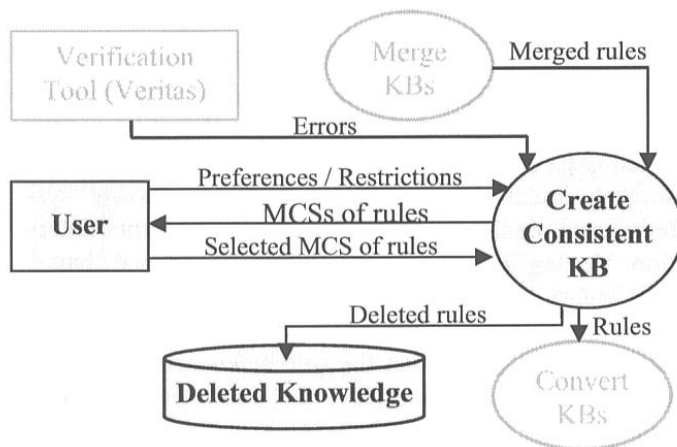 Verification
Tool (Veritas)
Merge
KBs
Merged rules
Errors
Preferences / Restrictions
User
MCSs of rules
Selected MCS of rules
Create
Consistent
KB
Deleted rules
Rules
Deleted Knowledge
Convert
KBs